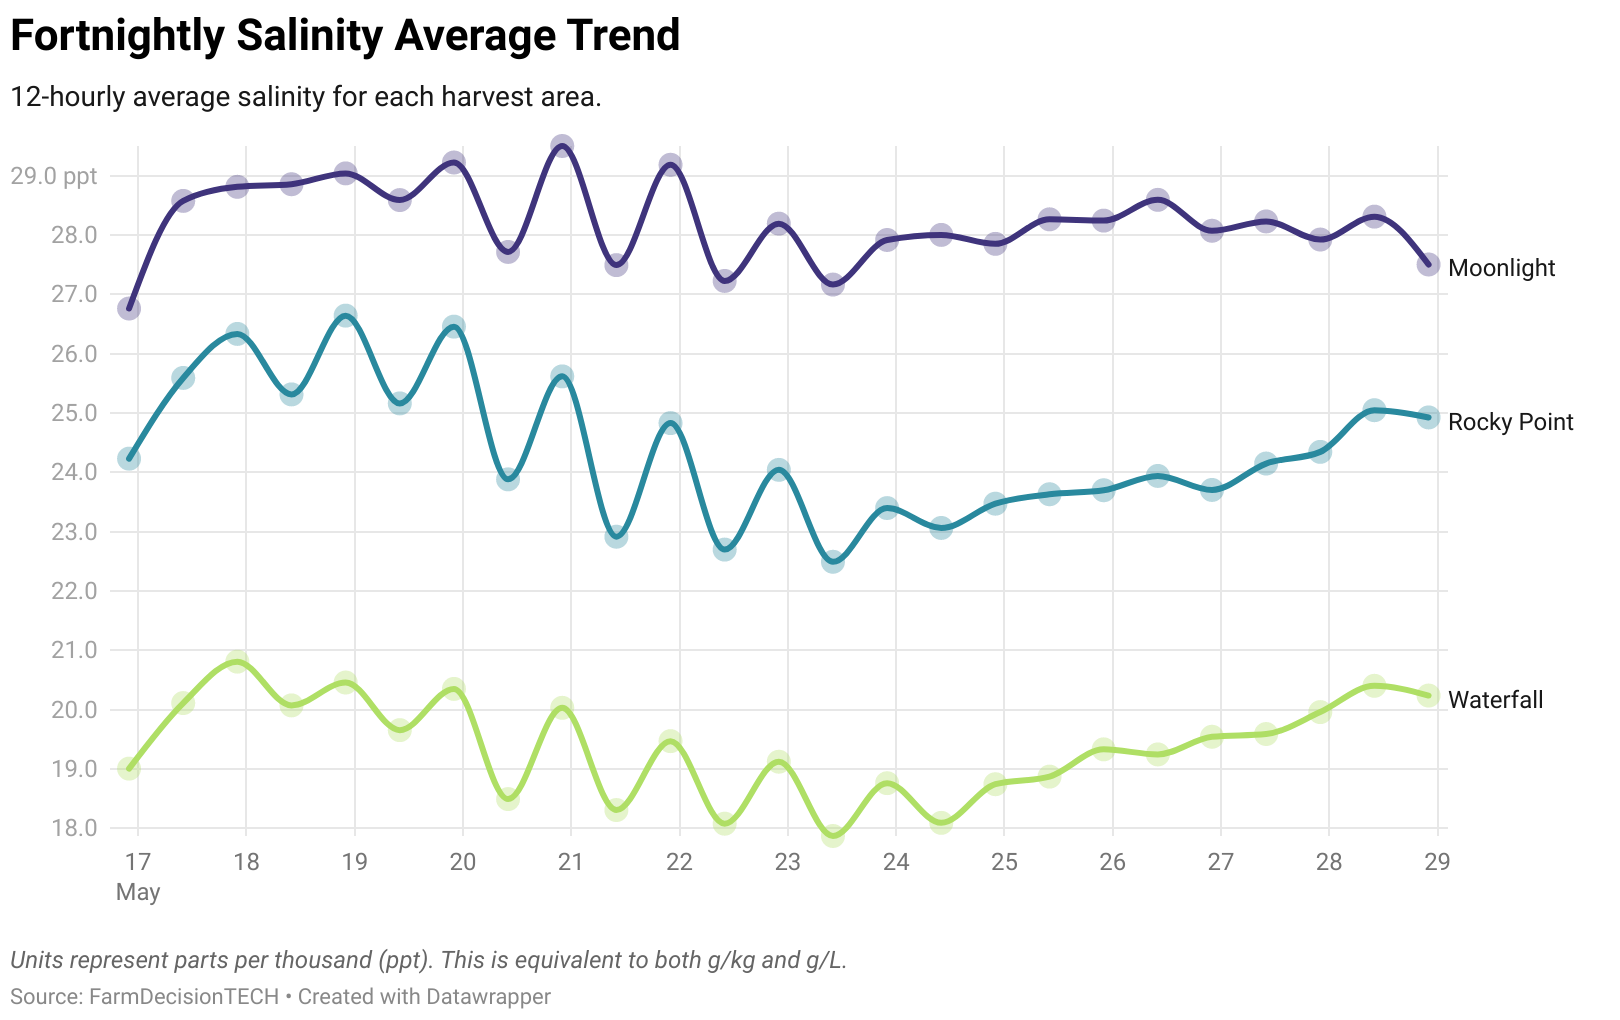 Fortnightly Salinity Average Trend
12-hourly average salinity for each harvest area.
29.0 ppt
28.0
27.0
26.0
25.0
24.0
23.0
22.0
21.0
20.0
19.0
18.0
Moonlight
Rocky Point
Waterfall
17 18 19 20 21 22 23 24 25 26 27 28 29
May
Units represent parts per thousand (ppt). This is equivalent to both g/kg and g/L.
Source: FarmDecisionTECH • Created with Datawrapper